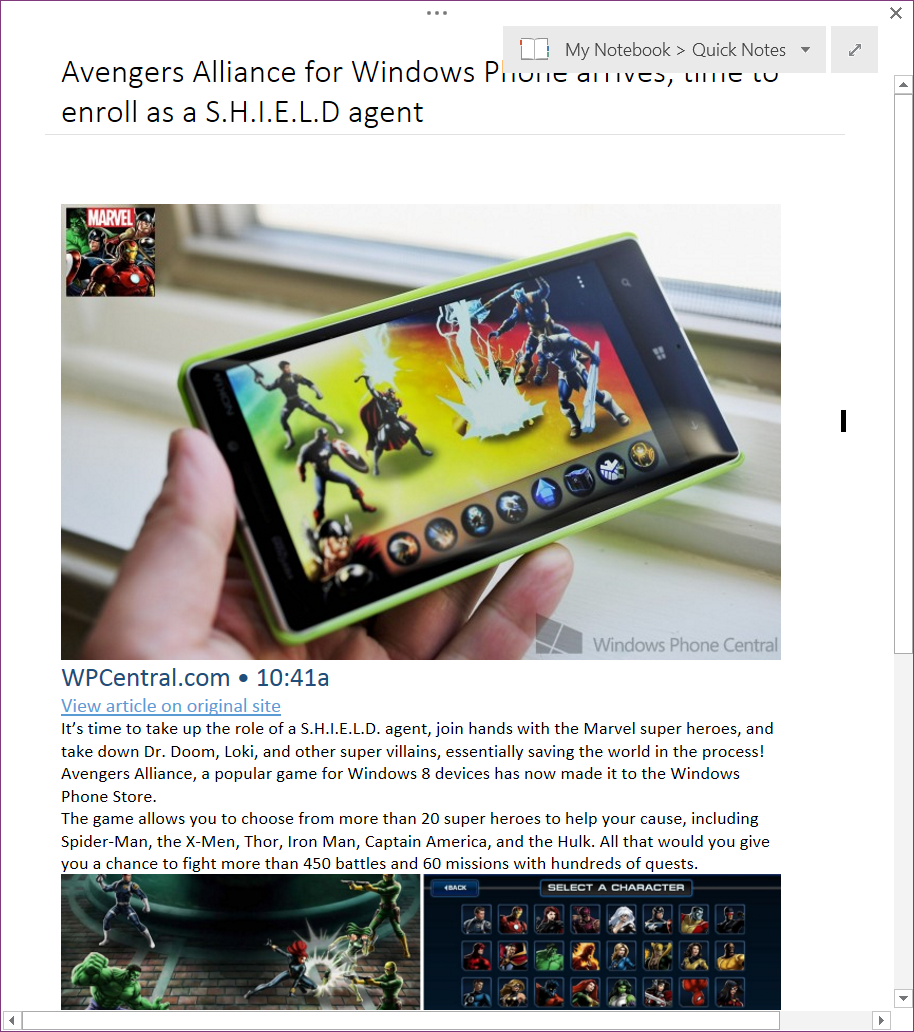 My Notebook > Quick Notes
Avengers Alliance for Windows Phone arrives, time to
enroll as a S.H.I.E.L.D agent
MARVEL
NOKIA
Windows Phone Central
WPCentral.com • 10:41a
View article on original site
It’s time to take up the role of a S.H.I.E.L.D. agent, join hands with the Marvel super heroes, and
take down Dr. Doom, Loki, and other super villains, essentially saving the world in the process!
Avengers Alliance, a popular game for Windows 8 devices has now made it to the Windows
Phone Store.
The game allows you to choose from more than 20 super heroes to help your cause, including
Spider-Man, the X-Men, Thor, Iron Man, Captain America, and the Hulk. All that would you give
you a chance to fight more than 450 battles and 60 missions with hundreds of quests.
BACK
SELECT A CHARACTER